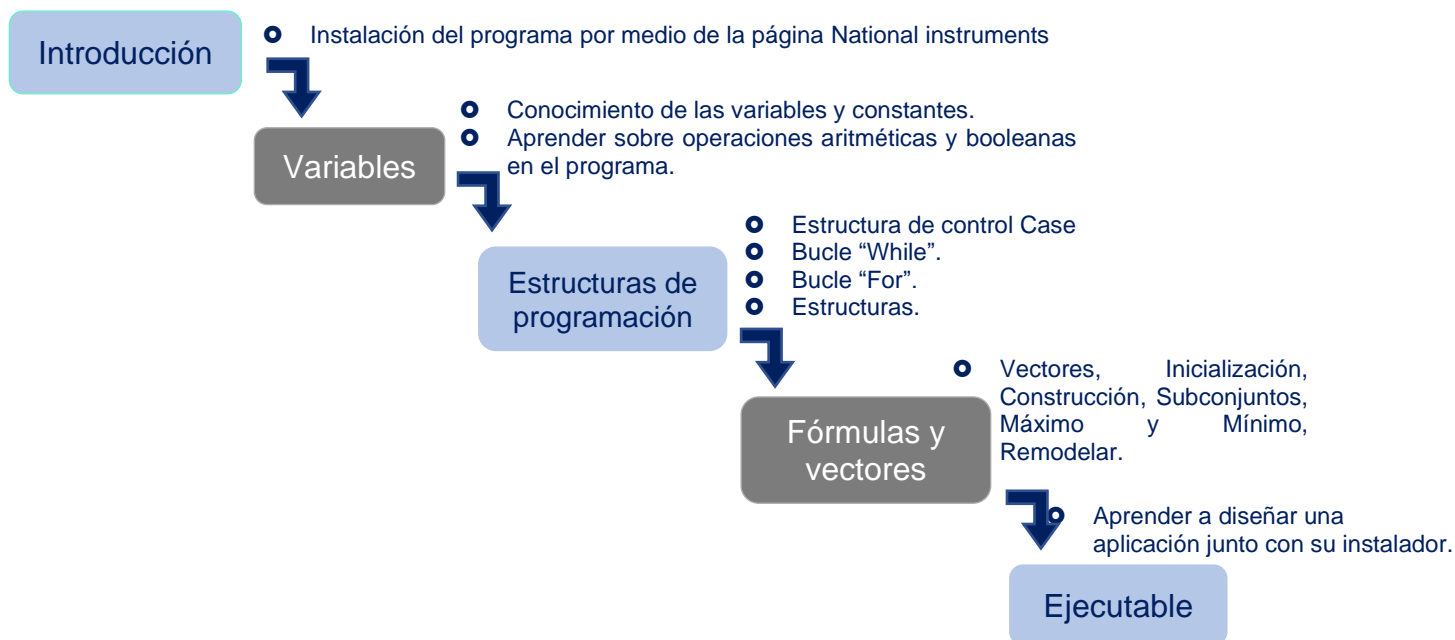 Introducción
Instalación del programa por medio de la página National instruments
Variables
Conocimiento de las variables y constantes.
Aprender sobre operaciones aritméticas y booleanas
en el programa.
Estructuras de
programación
Estructura de control Case
Bucle “While”.
Bucle “For”.
Estructuras.
Fórmulas y
vectores
Vectores, Inicialización,
Construcción, Subconjuntos,
Máximo y Mínimo,
Remodelar.
Aprender a diseñar una
aplicación junto con su instalador.
Ejecutable